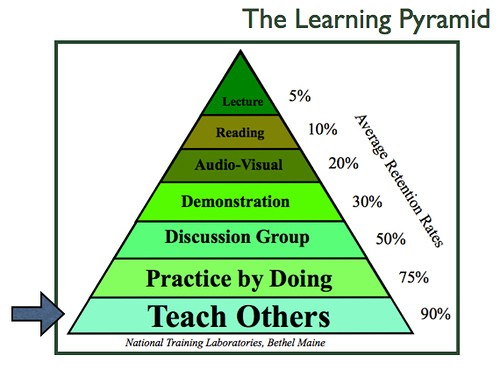 The Learning Pyramid
Lecture
5%
Reading
10%
Audio-Visual
20%
Demonstration
30%
Discussion Group
50%
Practice by Doing
75%
Teach Others
90%
Average Retention Rates
National Training Laboratories, Bethel Maine